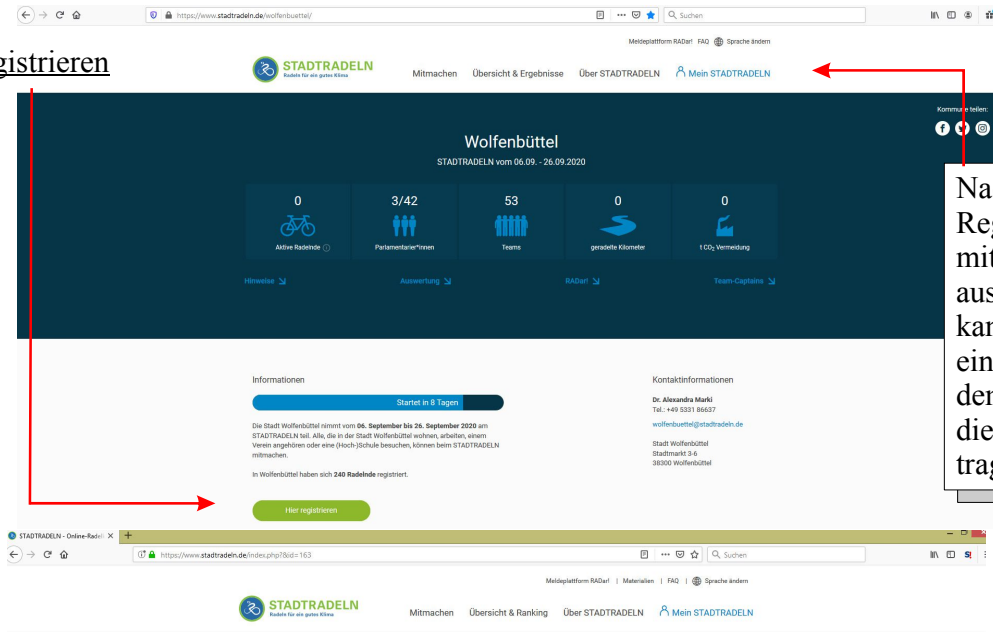 https://www.stadtradeln.de/wolfenbuettel/
Suchen
Meldeplattform RADar! FAQ Sprache ändern
gistrieren
STADTRADELN
Radeln für ein gutes Klima
Mitmachen Übersicht & Ergebnisse Über STADTRADELN Mein STADTRADELN
Kommune teilen:
Wolfenbüttel
STADTRADELN vom 06.09. - 26.09.2020
0 3/42 53 0 0
Aktive Radelnde Parlamentarier*innen Teams geradelte Kilometer t CO₂ Vermeidung
Hinweise Auswertung RADar! Team-Captains
Na
Reg
mit
aus
kan
ein
der
die
trag
Informationen
Startet in 8 Tagen
Die Stadt Wolfenbüttel nimmt vom 06. September bis 26. September 2020 am
STADTRADELN teil. Alle, die in der Stadt Wolfenbüttel wohnen, arbeiten, einem
Verein angehören oder eine (Hoch-)Schule besuchen, können beim STADTRADELN
mitmachen.
In Wolfenbüttel haben sich 240 Radelnde registriert.
Hier registrieren
Kontaktinformationen
Dr. Alexandra Marki
Tel.: +49 5331 86637
wolfenbuettel@stadtradeln.de
Stadt Wolfenbüttel
Stadtmarkt 3-6
38300 Wolfenbüttel
STADTRADELN - Online-Radel
https://www.stadtradeln.de/index.php?&id=163
Suchen
Meldeplattform RADar! | Materialien | FAQ | Sprache ändern
STADTRADELN
Radeln für ein gutes Klima
Mitmachen Übersicht & Ranking Über STADTRADELN Mein STADTRADELN